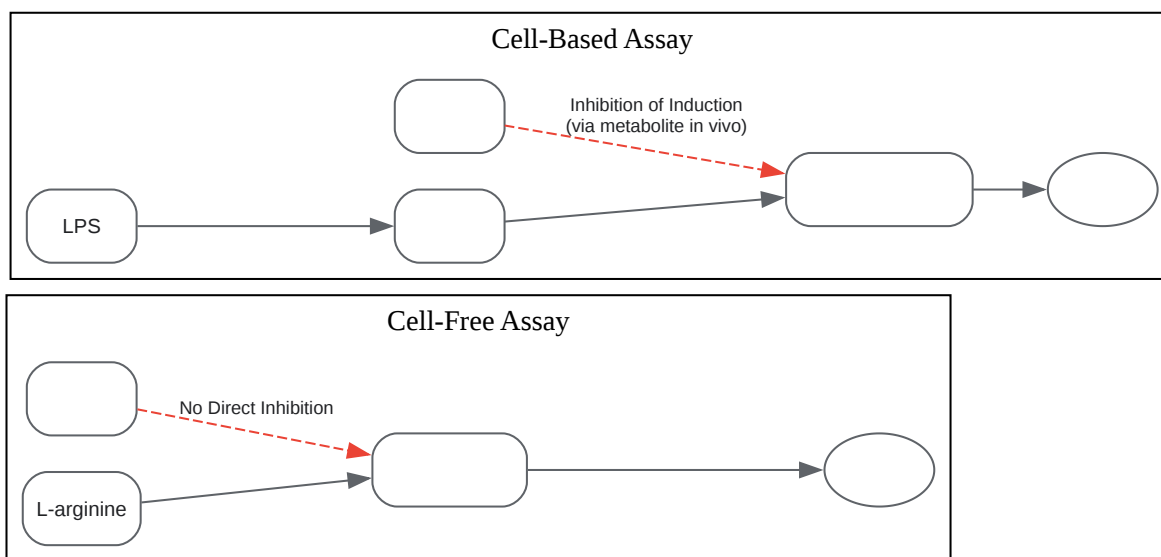 Cell-Based Assay
Inhibition of Induction
(via metabolite in vivo)
LPS
Cell-Free Assay
No Direct Inhibition
L-arginine